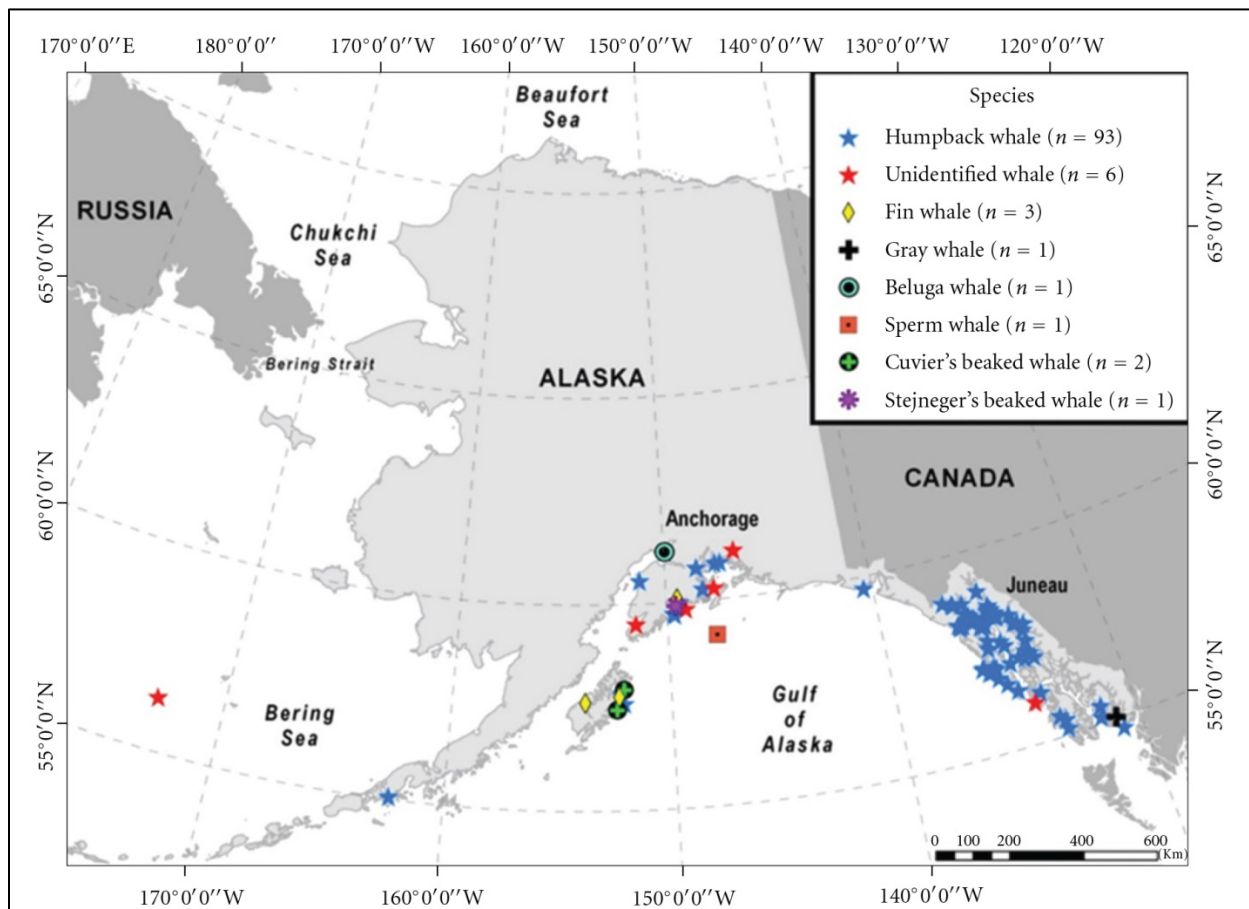 170°0′0′′E 180°0′0′′ 170°0′0′′W 160°0′0′′W 150°0′0′′W 140°0′0′′W 130°0′0′′W 120°0′0′′W
Beaufort
Sea
Species
Humpback whale (n = 93)
Unidentified whale (n = 6)
Fin whale (n = 3)
Gray whale (n = 1)
Beluga whale (n = 1)
Sperm whale (n = 1)
Cuvier's beaked whale (n = 2)
Stejneger's beaked whale (n = 1)
RUSSIA
Chukchi
Sea
65°0′0′′N
65°0′0′′N
Bering Strait
ALASKA
CANADA
60°0′0′′N
60°0′0′′N
Anchorage
Juneau
55°0′0′′N
55°0′0′′N
Bering
Sea
Gulf
of
Alaska
0 100 200 400 600
(Km)
170°0′0′′W 160°0′0′′W 150°0′0′′W 140°0′0′′W